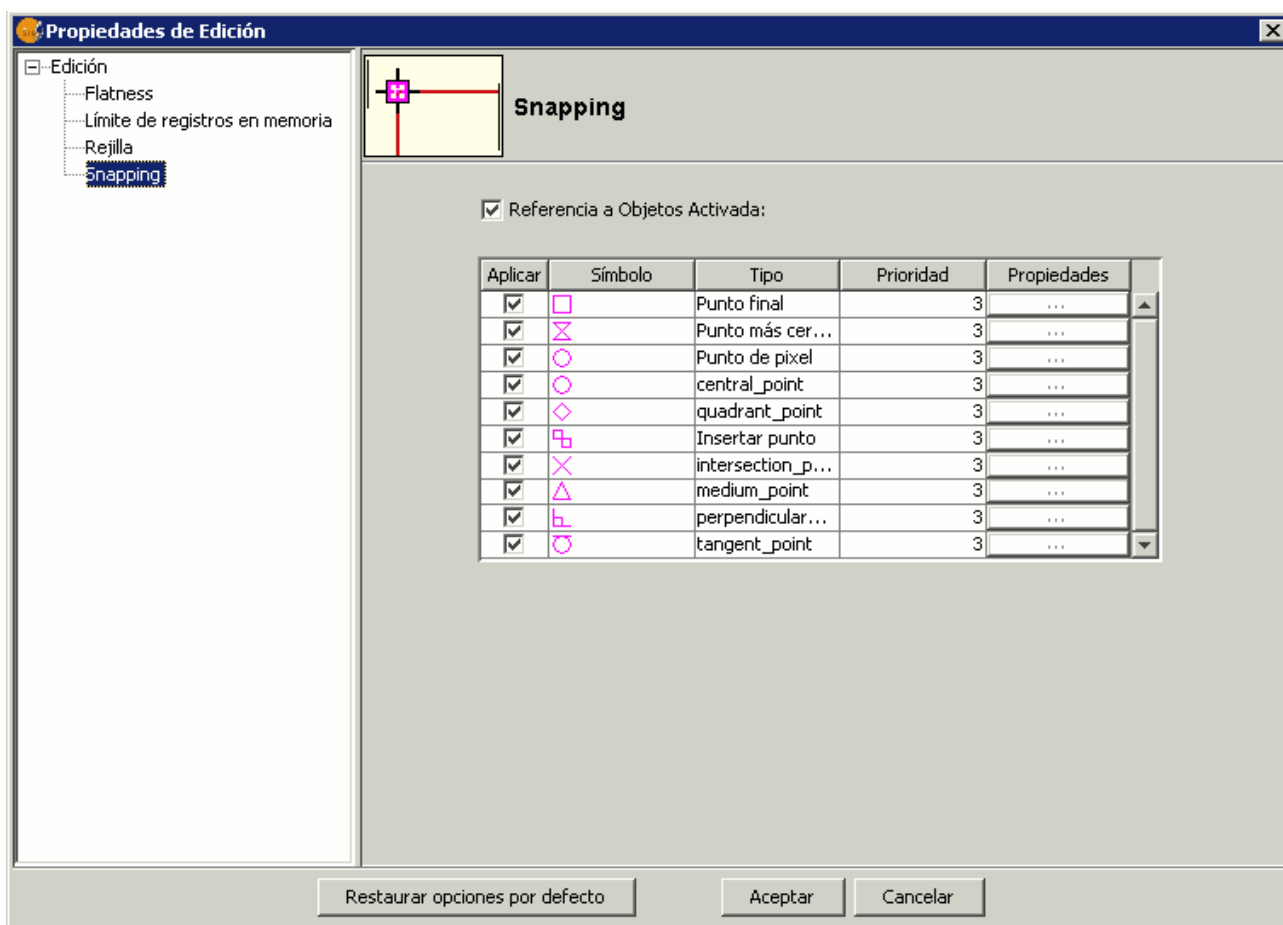 Propiedades de Edición
Edición
Flatness
Límite de registros en memoria
Rejilla
Snapping
Snapping
Referencia a Objetos Activada:
Aplicar Símbolo Tipo Prioridad Propiedades
Punto final 3 ...
Punto más cer... 3 ...
Punto de pixel 3 ...
central_point 3 ...
quadrant_point 3 ...
Insertar punto 3 ...
intersection_p... 3 ...
medium_point 3 ...
perpendicular... 3 ...
tangent_point 3 ...
Restaurar opciones por defecto Aceptar Cancelar